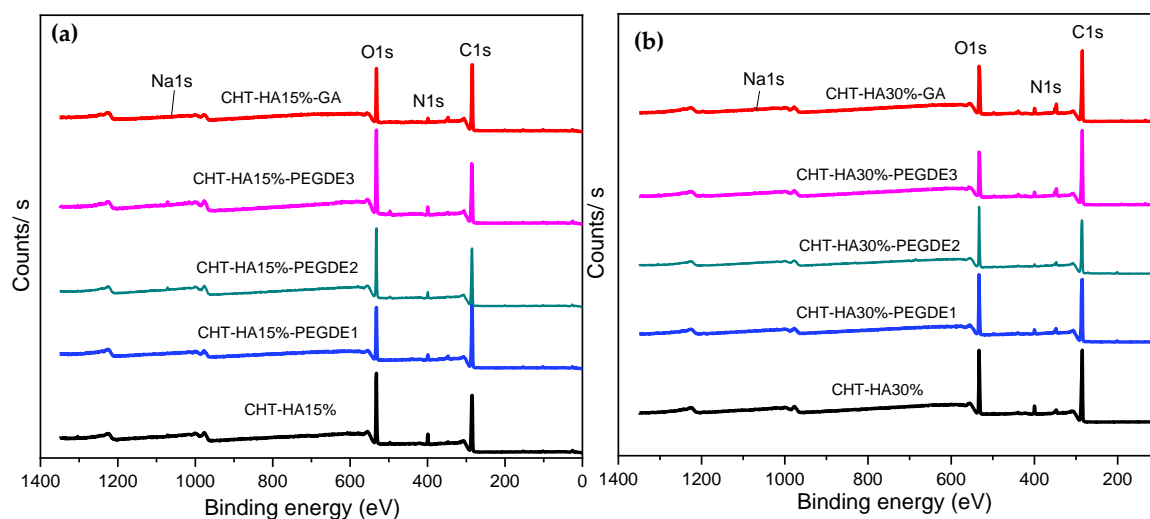 (a)
O1s
C1s
Na1s
N1s
CHT-HA15%-GA
CHT-HA15%-PEGDE3
CHT-HA15%-PEGDE2
CHT-HA15%-PEGDE1
CHT-HA15%
Counts/ s
1400 1200 1000 800 600 400 200 0
Binding energy (eV)
(b)
O1s
C1s
Na1s
N1s
CHT-HA30%-GA
CHT-HA30%-PEGDE3
CHT-HA30%-PEGDE2
CHT-HA30%-PEGDE1
CHT-HA30%
Counts/ s
1400 1200 1000 800 600 400 200
Binding energy (eV)